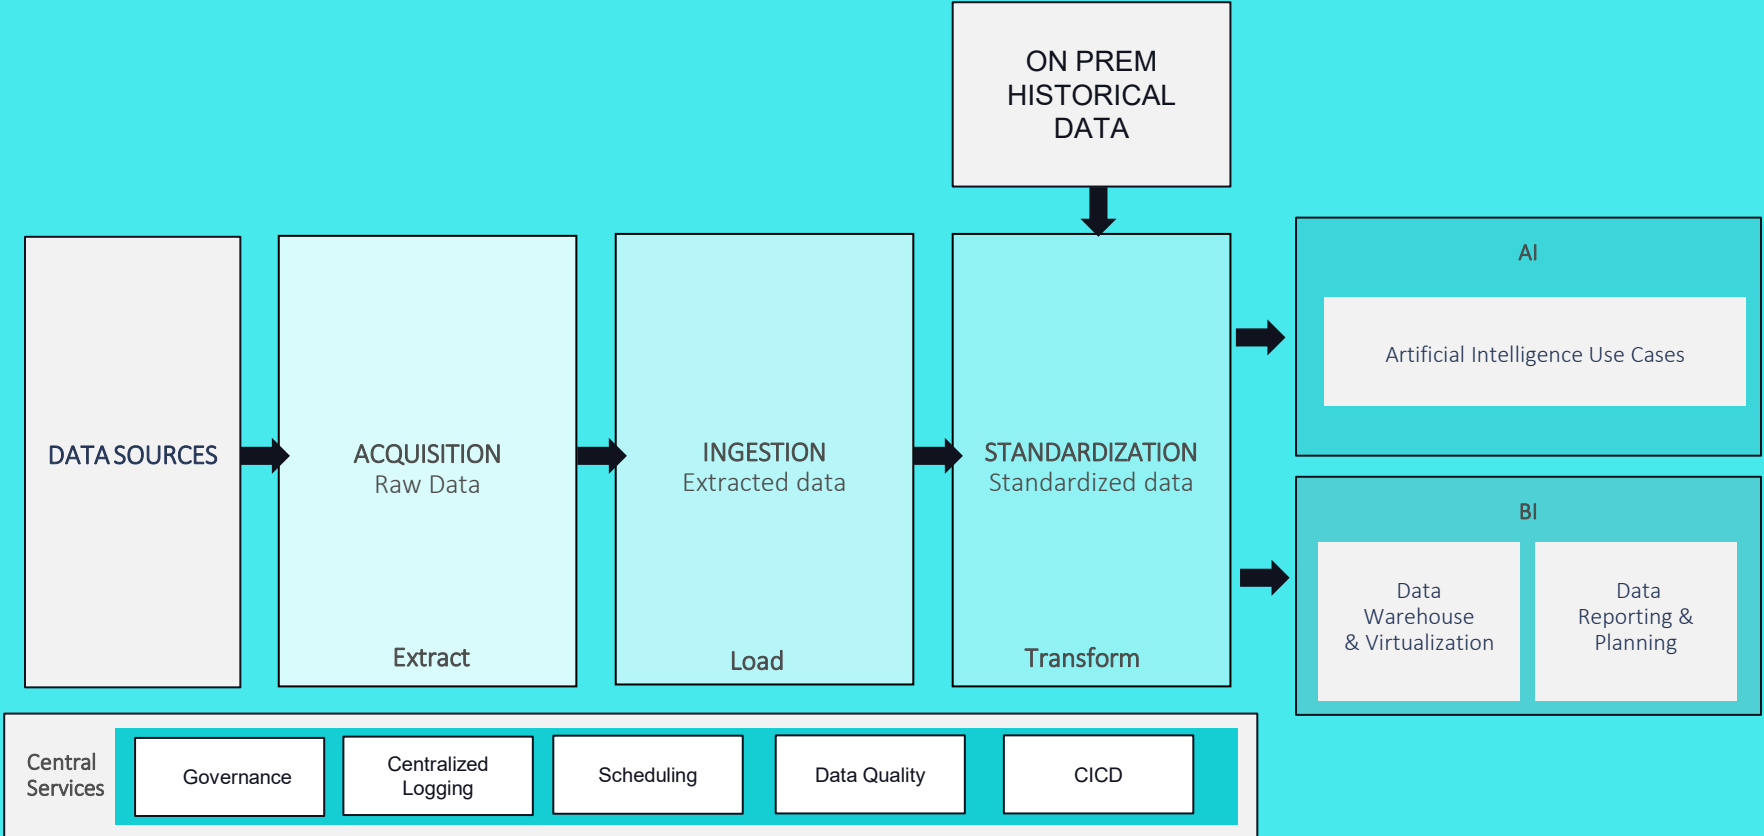 ON PREM
HISTORICAL
DATA
DATA SOURCES
ACQUISITION
Raw Data
Extract
INGESTION
Extracted data
Load
STANDARDIZATION
Standardized data
Transform
AI
Artificial Intelligence Use Cases
BI
Data
Warehouse
& Virtualization
Data
Reporting &
Planning
Central
Services
Governance
Centralized
Logging
Scheduling
Data Quality
CICD